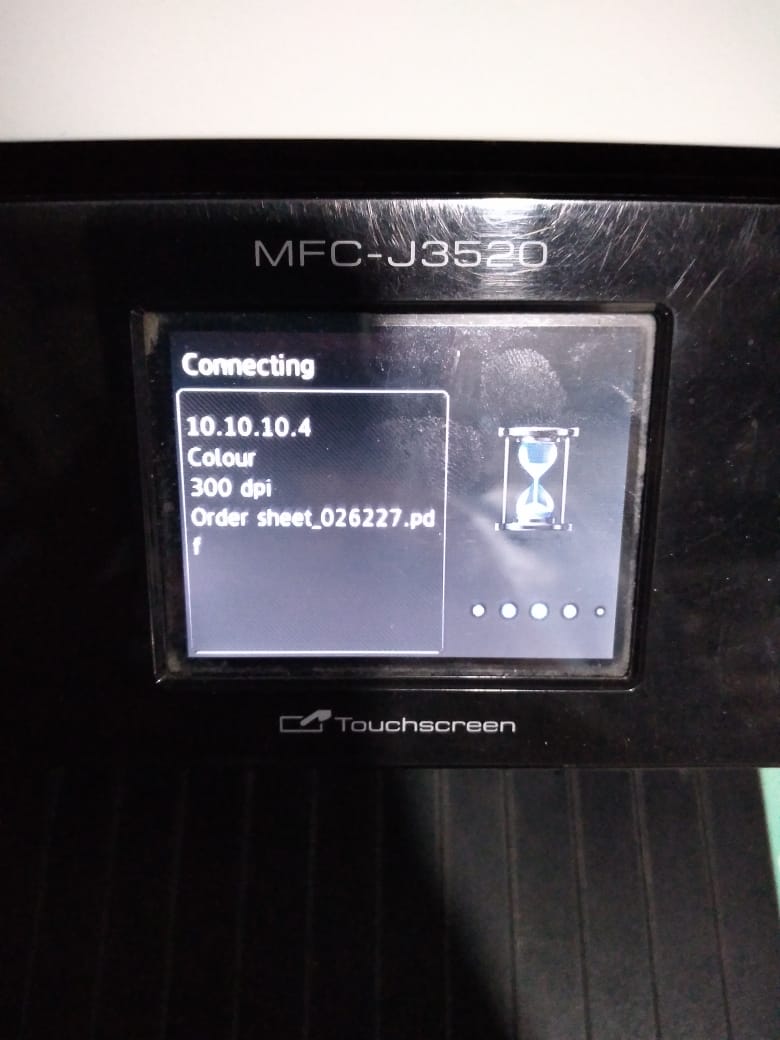 MFC-J3520
Connecting
10.10.10.4
Colour
300 dpi
Order sheet_026227.pd
f
Touchscreen